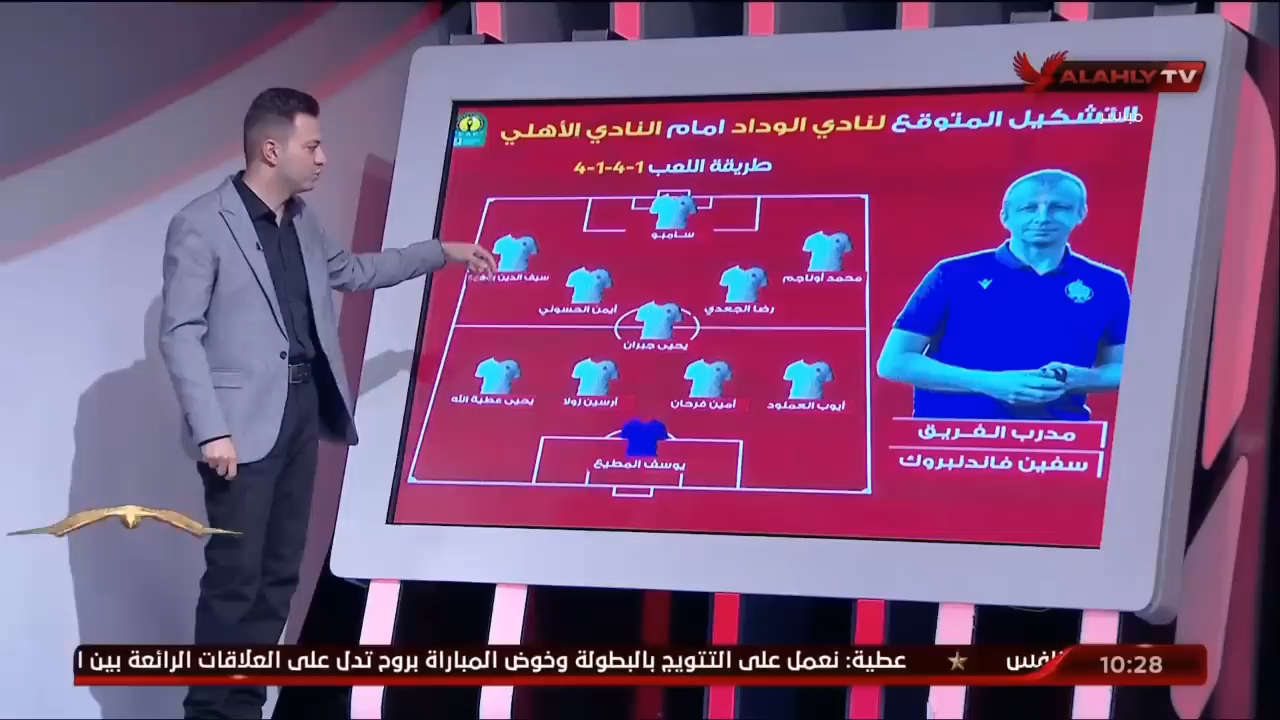 ALAHLY TV
مباشر
التشكيل المتوقع لنادي الوداد امام النادي الأهلي
طريقة اللعب 1-4-1-4
سامبو
سيف الدين
محمد أوناجم
أيمن الحسوني
رضا الجعدي
يحيى جبران
يحيى عطية الله
أرسين زولا
أمين فرحان
أيوب العملود
يوسف المطيع
مدرب الفريق
سفين فاندنبروك
نافس ★ عطية: نعمل على التتويج بالبطولة وخوض المباراة بروح تدل على العلاقات الرائعة بين ا
10:28